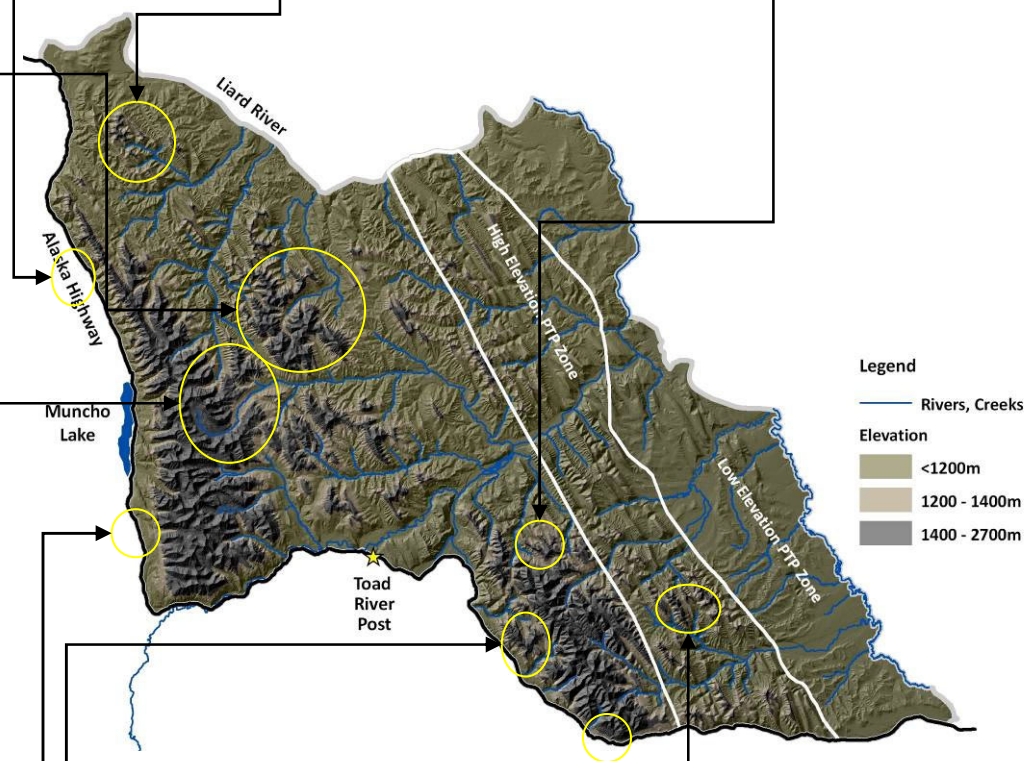 Liard River
Alaska Highway
High Elevation PTP Zone
Muncho
Lake
Low Elevation PTP Zone
Toad
River
Post
Legend
Rivers, Creeks
Elevation
<1200m
1200 - 1400m
1400 - 2700m